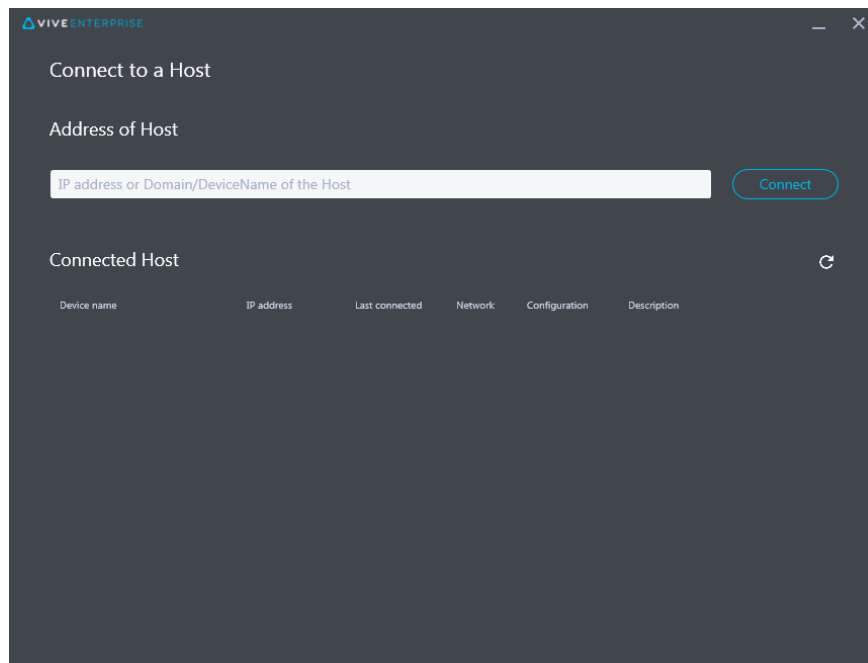 VIVE ENTERPRISE
Connect to a Host
Address of Host
IP address or Domain/DeviceName of the Host
Connect
Connected Host
Device name IP address Last connected Network Configuration Description